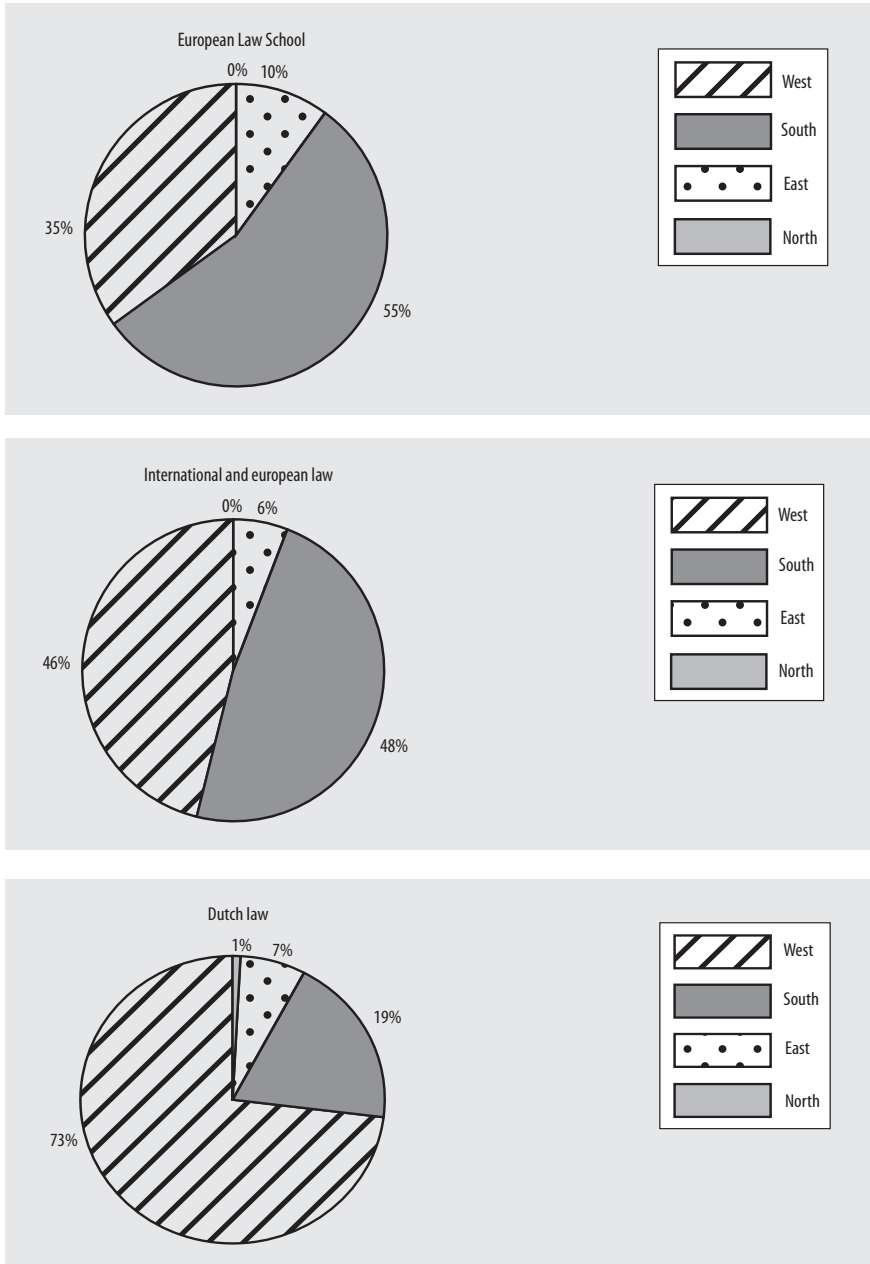 European Law School
0% 10%
35%
55%
West
South
East
North
International and european law
0% 6%
46%
48%
West
South
East
North
Dutch law
1% 7%
19%
73%
West
South
East
North